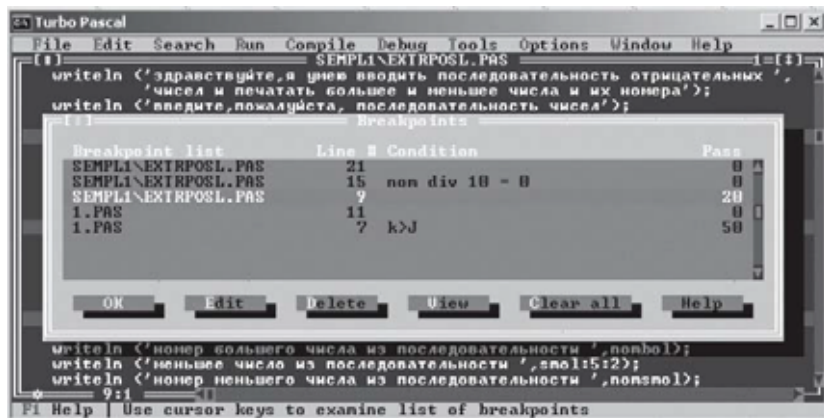 Turbo Pascal
File Edit Search Run Compile Debug Tools Options Window Help
SEMPL1\EXTRPOSL.PAS 1=[↕]
writeln ('здравствуйте,я умею вводить последовательность отрицательных ',
'чисел и печатать большее и меньшее числа и их номера');
writeln ('введите,пожалуйста, последовательность чисел');
Breakpoints
Breakpoint list Line # Condition Pass
SEMPL1\EXTRPOSL.PAS 21 0
SEMPL1\EXTRPOSL.PAS 15 nom div 10 = 0 0
SEMPL1\EXTRPOSL.PAS 9 20
1.PAS 11 0
1.PAS 7 k>J 50
OK Edit Delete View Clear all Help
writeln ('номер большего числа из последовательности ',nombol);
writeln ('меньшее число из последовательности ',smol:5:2);
writeln ('номер меньшего числа из последовательности ',nomsmol);
9:1
F1 Help | Use cursor keys to examine list of breakpoints